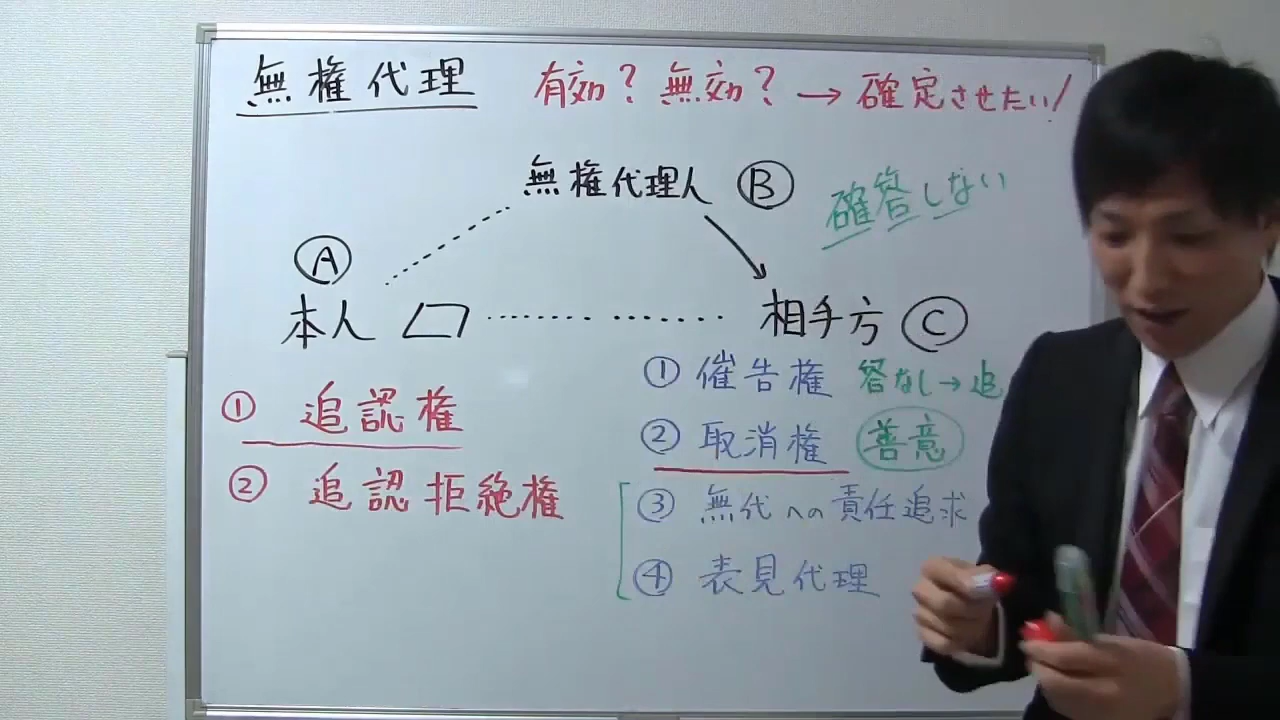 無権代理 有効？無効？→確定させたい！
無権代理人 Ⓑ
確答しない
Ⓐ
本人
相手方 Ⓒ
① 追認権
② 追認拒絶権
① 催告権 答なし→追
② 取消権 善意
③ 無代への責任追求
④ 表見代理